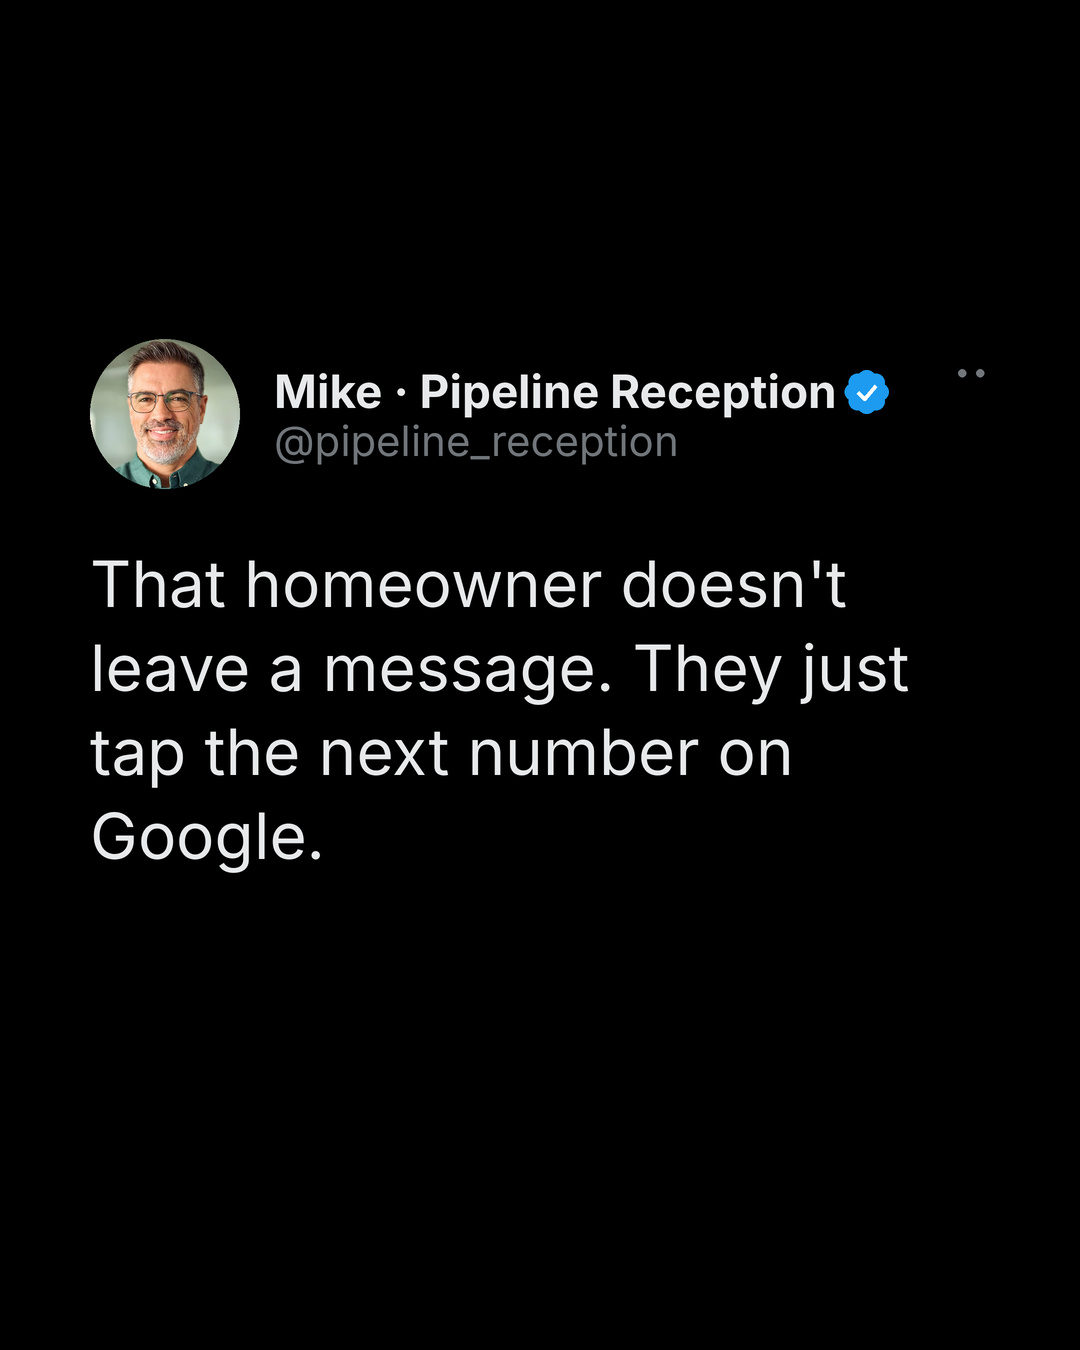 Mike · Pipeline Reception
@pipeline_reception
That homeowner doesn't
leave a message. They just
tap the next number on
Google.